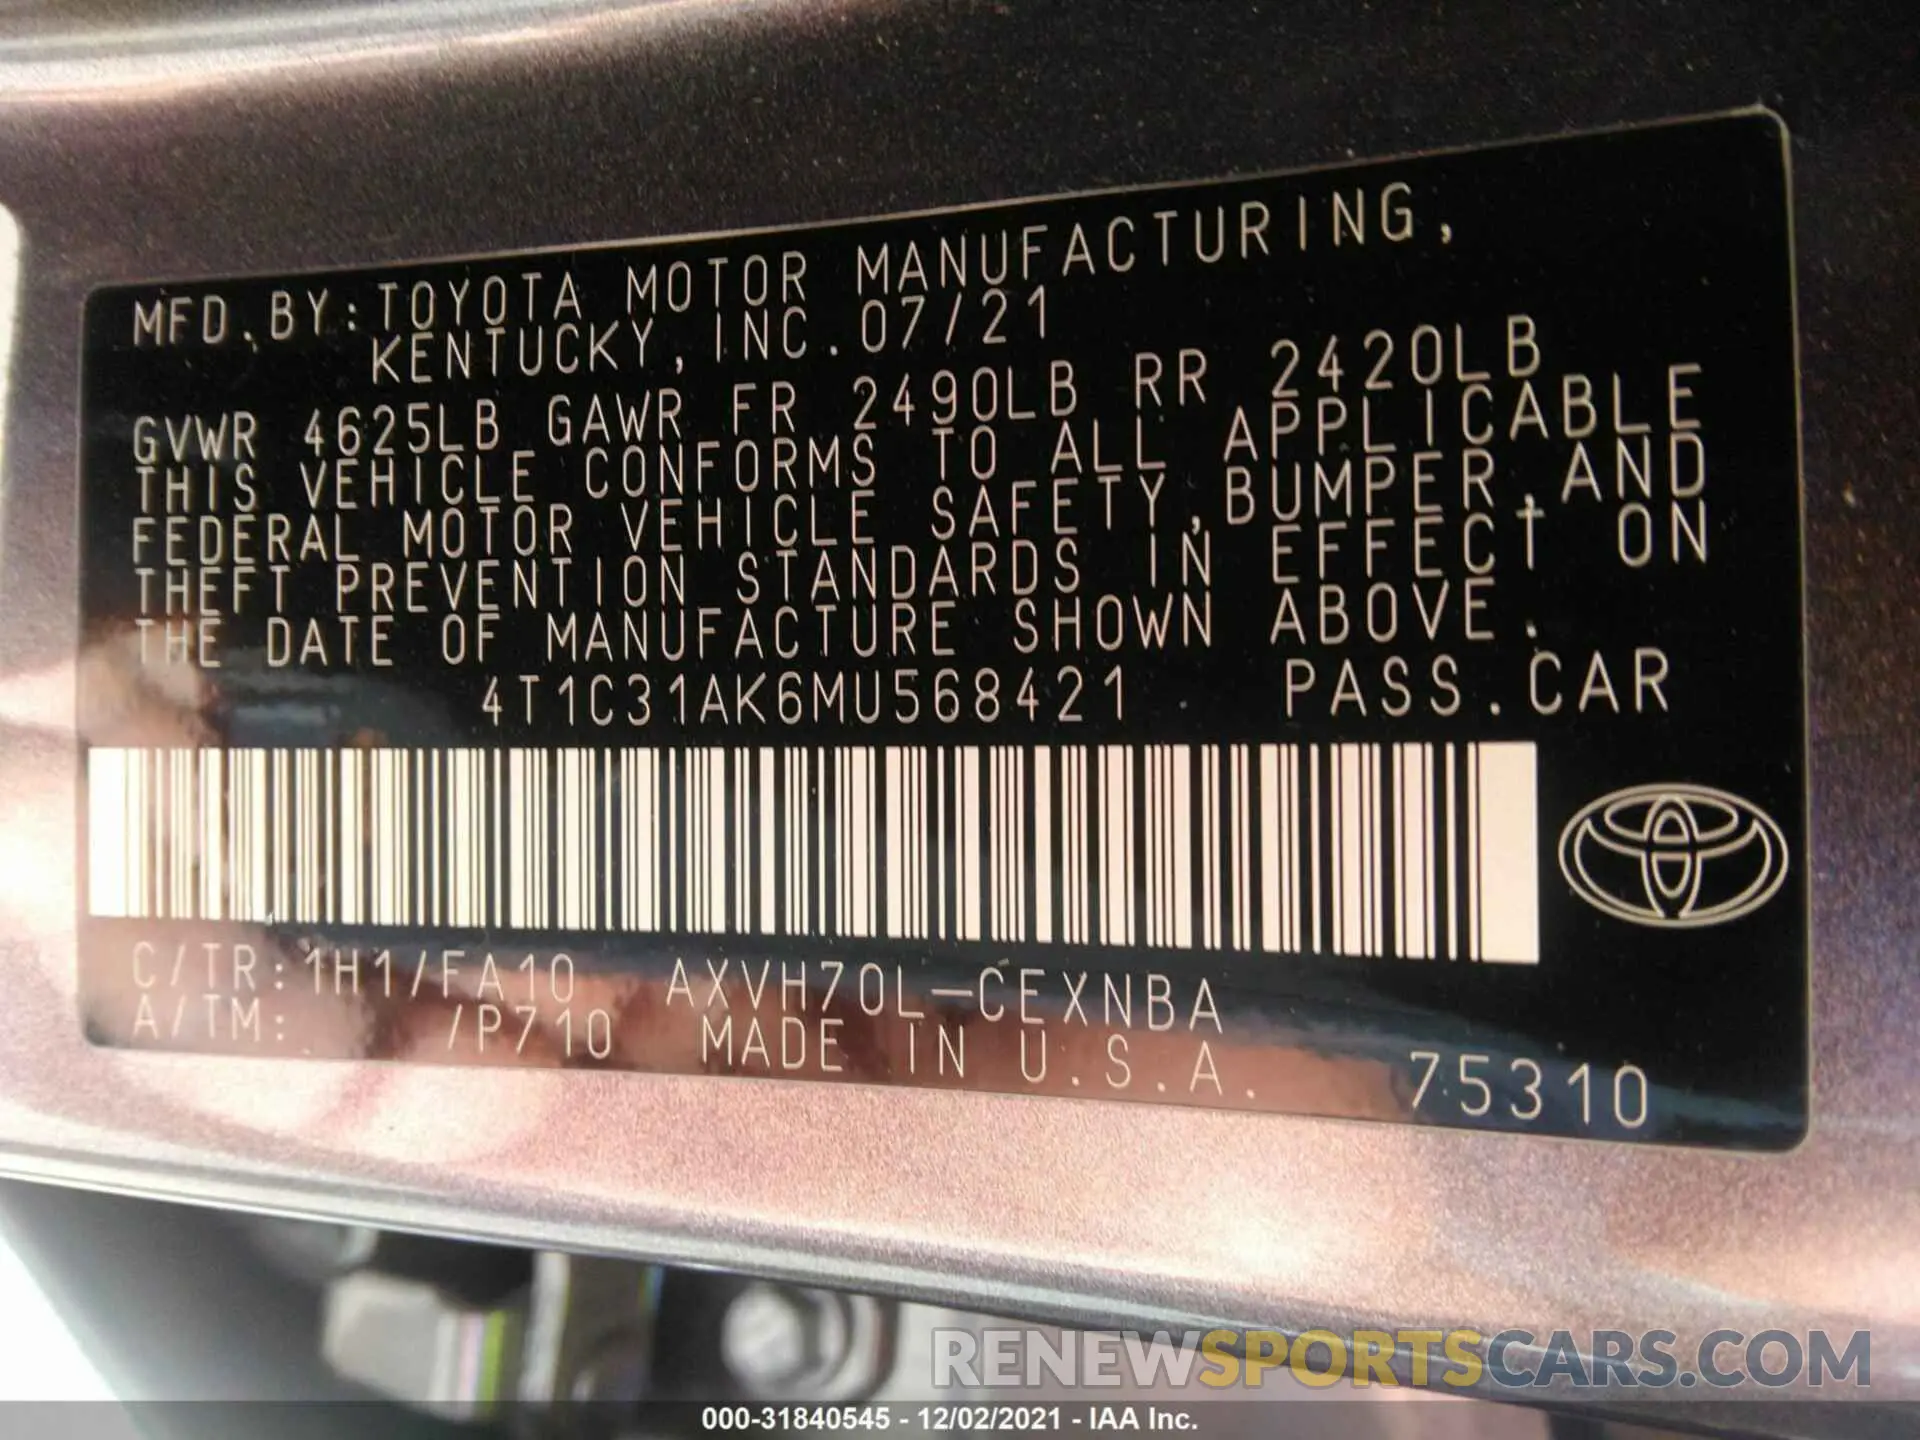 MFD.BY:TOYOTA MOTOR MANUFACTURING,
KENTUCKY, INC.07/21
GVWR 4625LB GAWR FR 2490LB RR 2420LB
THIS VEHICLE CONFORMS TO ALL APPLICABLE
FEDERAL MOTOR VEHICLE SAFETY,BUMPER,AND
THEFT PREVENTION STANDARDS IN EFFECT ON
THE DATE OF MANUFACTURE SHOWN ABOVE.
4T1C31AK6MU568421 PASS.CAR
C/TR:1H1/FA10 AXVH70L-CEXNBA
A/TM: /P710 MADE IN U.S.A. 75310
RENEWSPORTSCARS.COM
000-31840545 - 12/02/2021 - IAA Inc.